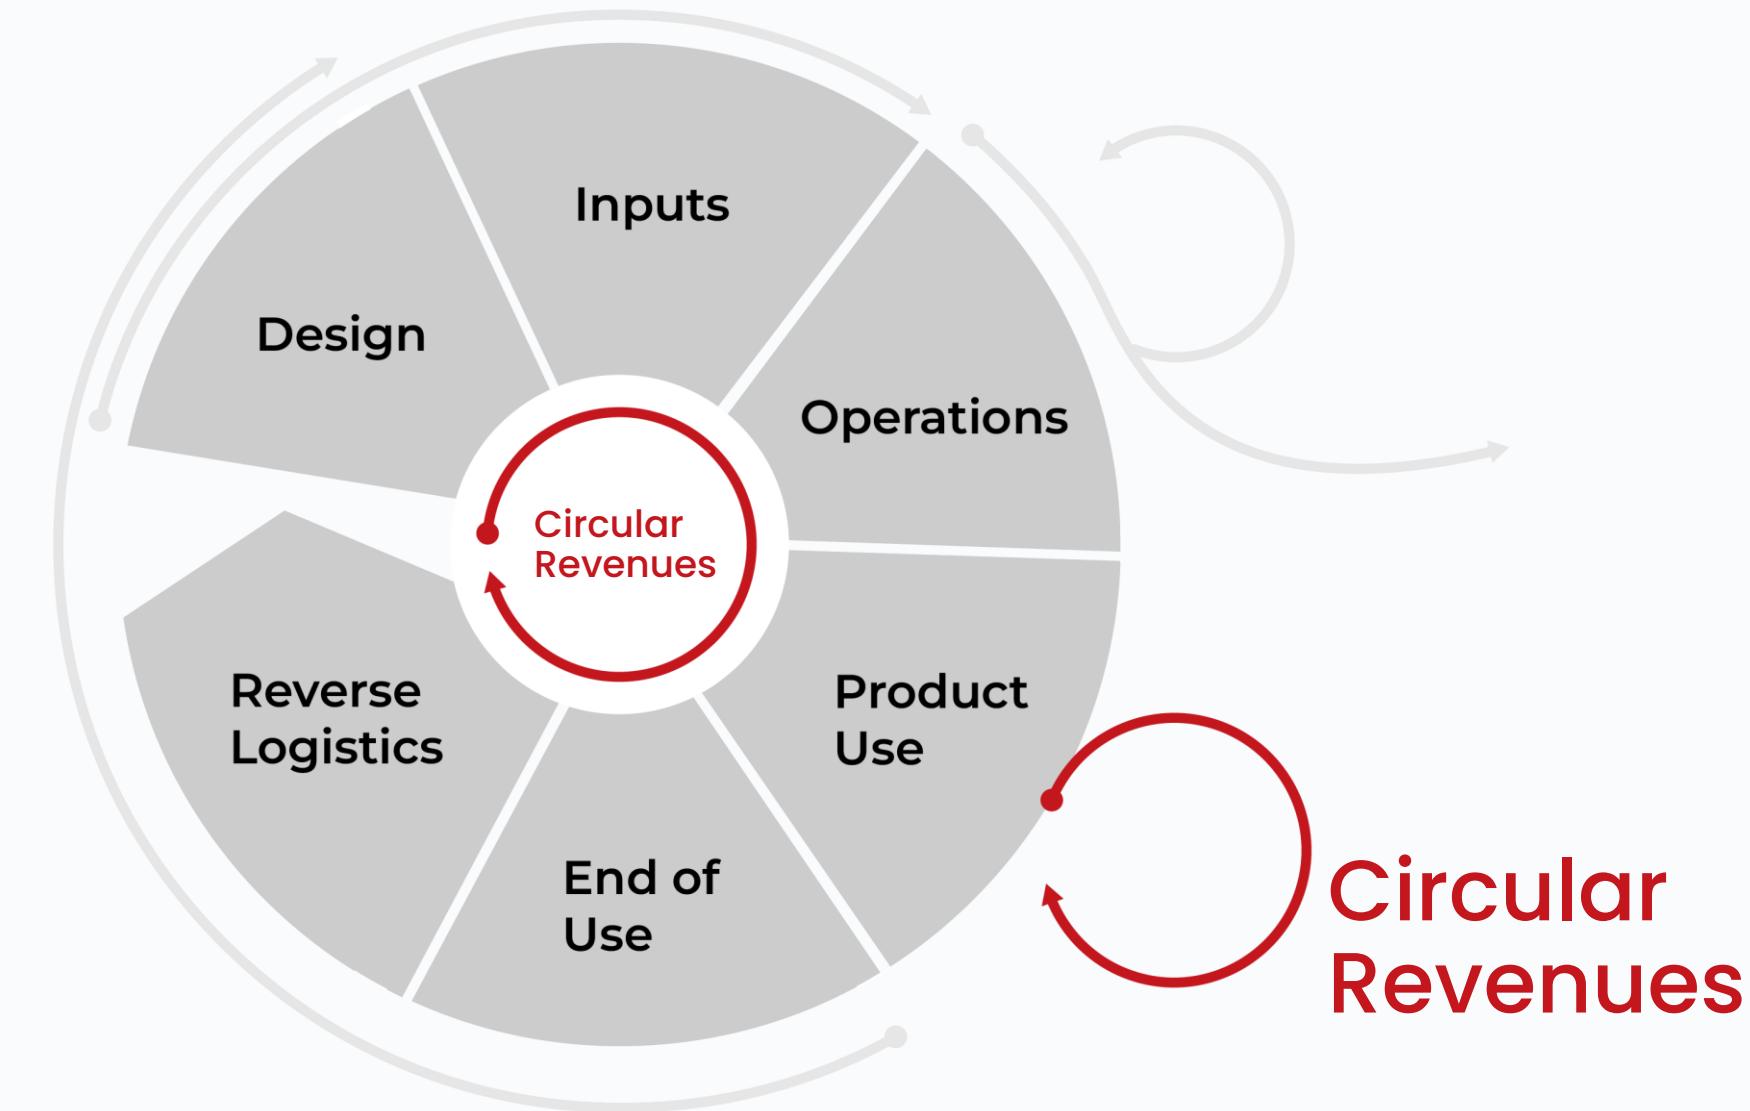 Inputs
Design
Operations
Circular
Revenues
Reverse
Logistics
Product
Use
End of
Use
Circular
Revenues